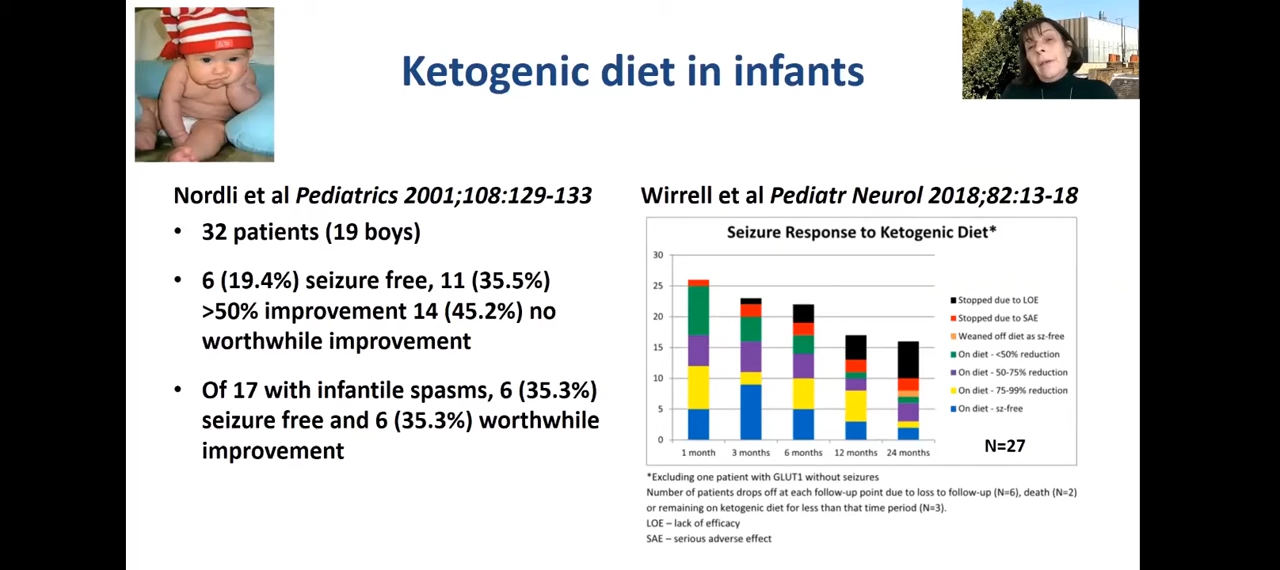 Ketogenic diet in infants
Nordli et al Pediatrics 2001;108:129-133
• 32 patients (19 boys)
• 6 (19.4%) seizure free, 11 (35.5%)
>50% improvement 14 (45.2%) no
worthwhile improvement
• Of 17 with infantile spasms, 6 (35.3%)
seizure free and 6 (35.3%) worthwhile
improvement
Wirrell et al Pediatr Neurol 2018;82:13-18
Seizure Response to Ketogenic Diet*
30
25
20
15
10
5
0
1 month
3 months
6 months
12 months
24 months
Stopped due to LOE
Stopped due to SAE
Weaned off diet as sz-free
On diet - <50% reduction
On diet - 50-75% reduction
On diet - 75-99% reduction
On diet - sz-free
N=27
*Excluding one patient with GLUT1 without seizures
Number of patients drops off at each follow-up point due to loss to follow-up (N=6), death (N=2)
or remaining on ketogenic diet for less than that time period (N=3).
LOE – lack of efficacy
SAE – serious adverse effect